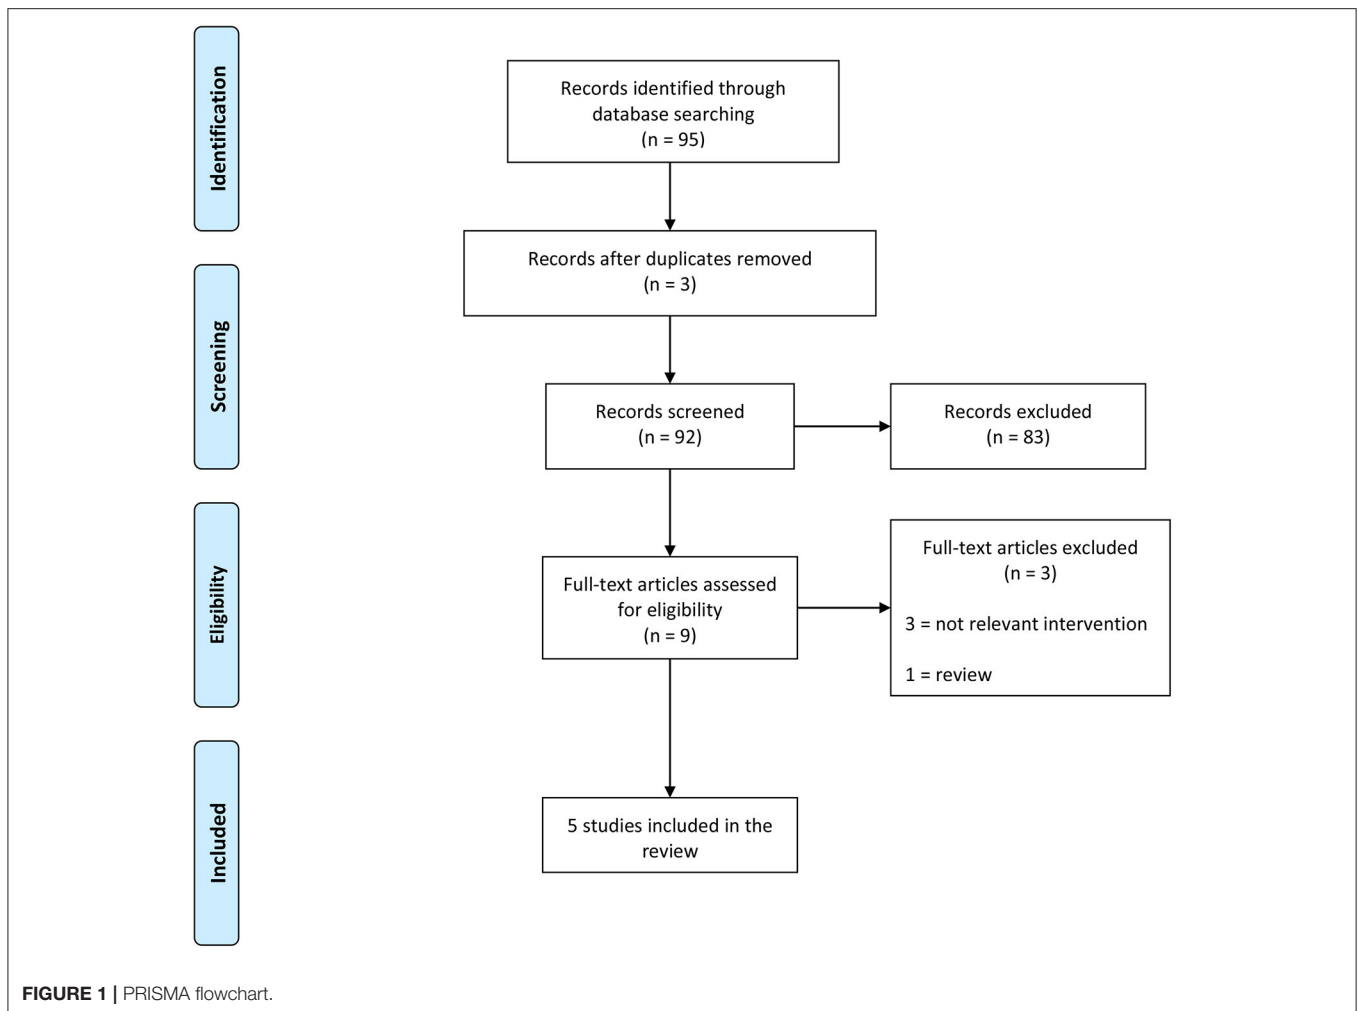 Identification
Records identified through
database searching
(n = 95)
Records after duplicates removed
(n = 3)
Screening
Records screened
(n = 92)
Records excluded
(n = 83)
Eligibility
Full-text articles assessed
for eligibility
(n = 9)
Full-text articles excluded
(n = 3)
3 = not relevant intervention
1 = review
Included
5 studies included in the
review
FIGURE 1 | PRISMA flowchart.